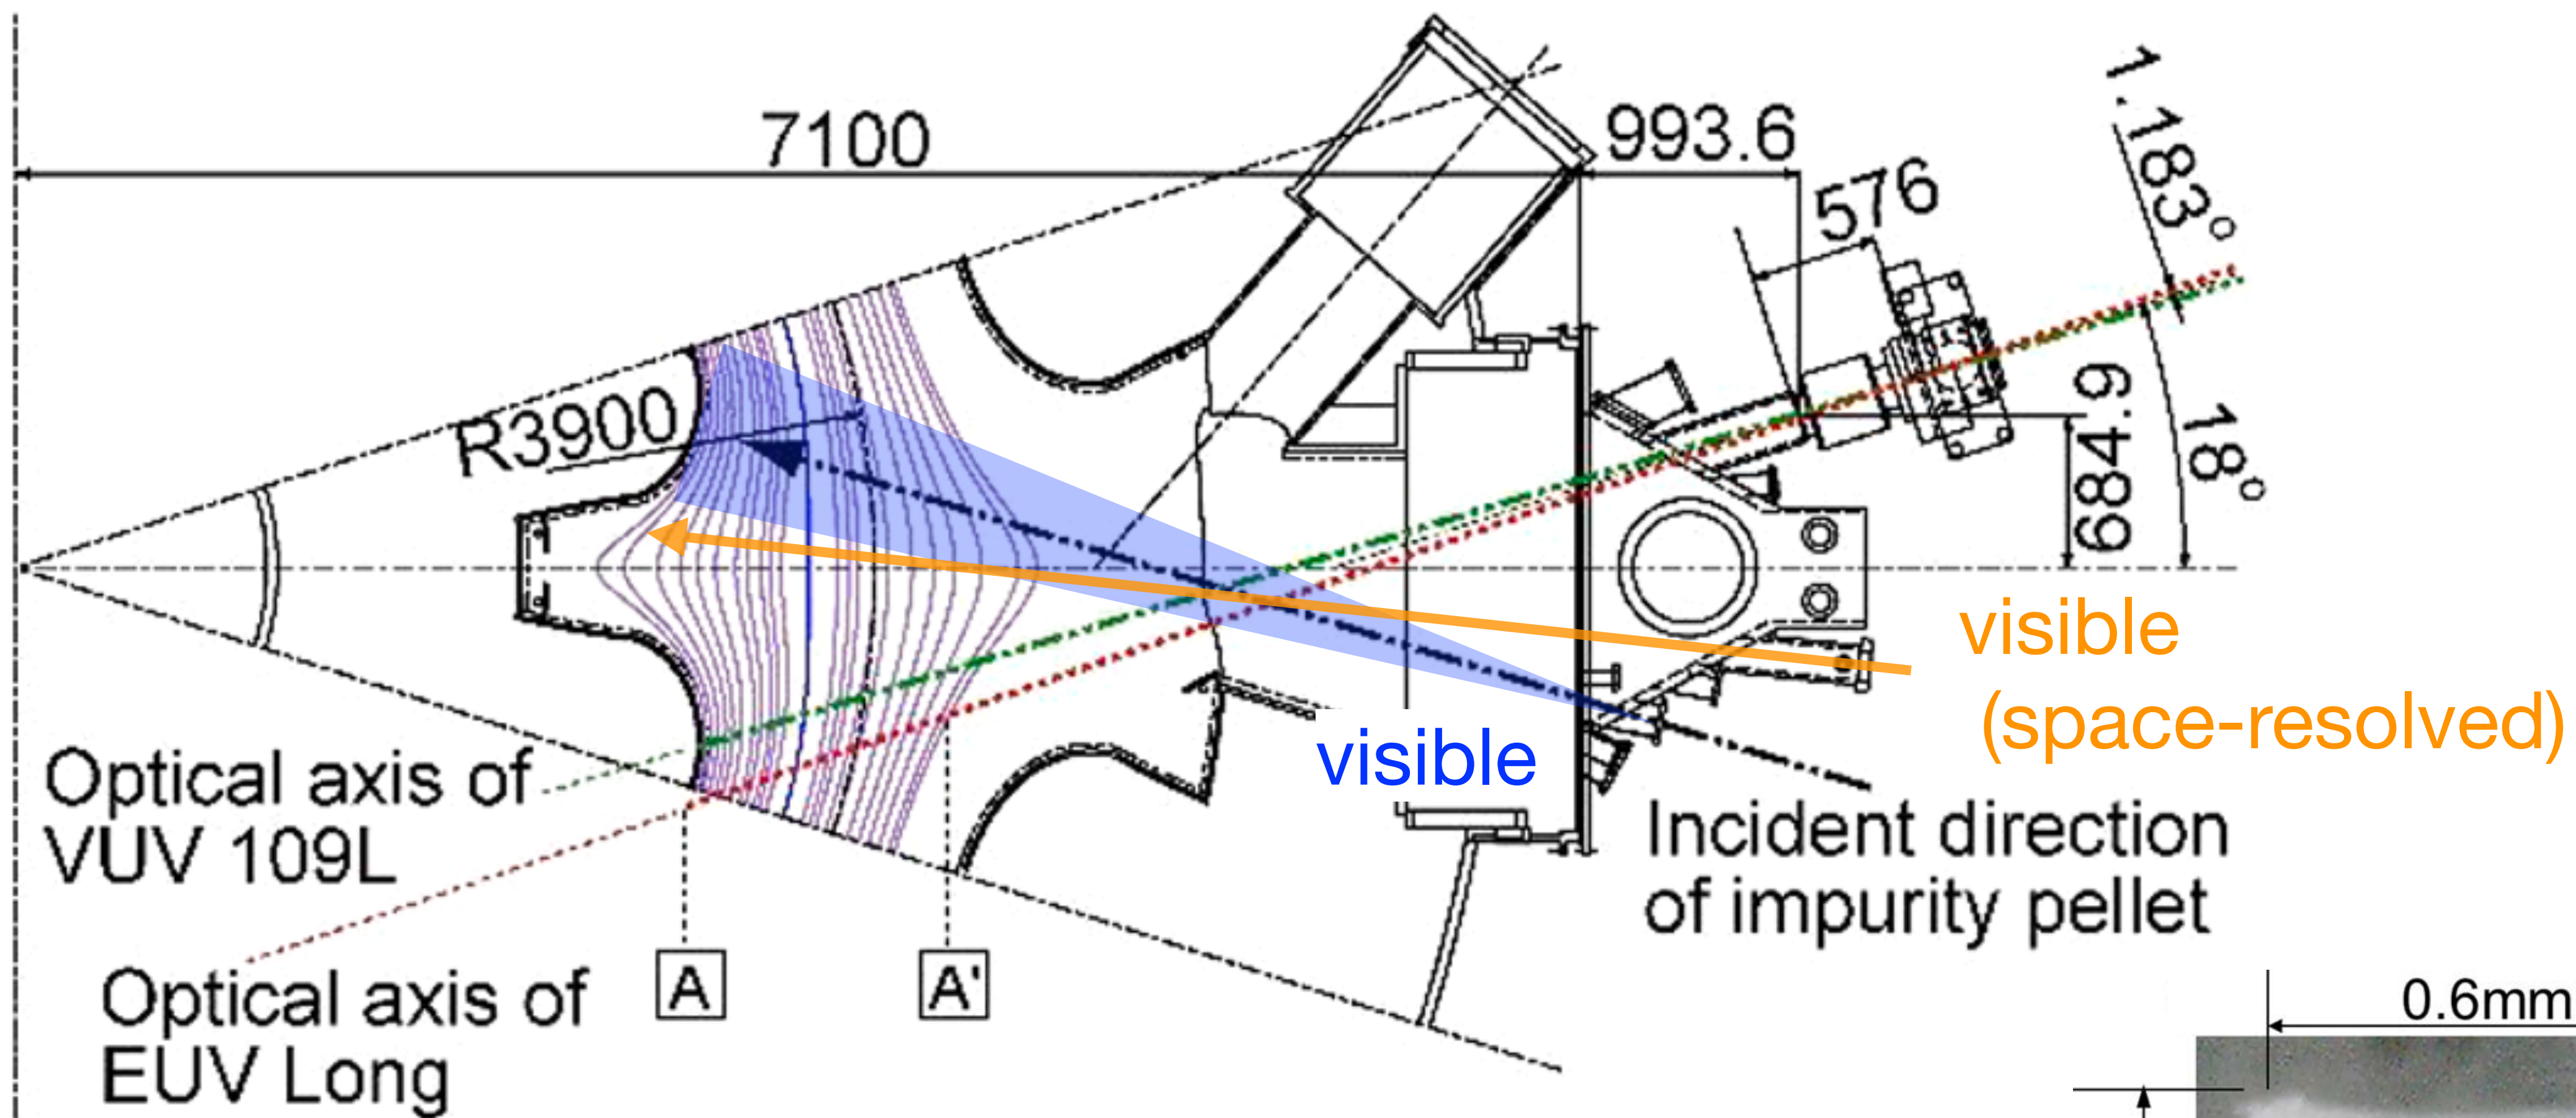 7100
993.6
576
1.183°
R3900
684.9
18°
visible
(space-resolved)
visible
Optical axis of
VUV 109L
Incident direction
of impurity pellet
A
A'
Optical axis of
EUV Long
0.6mm